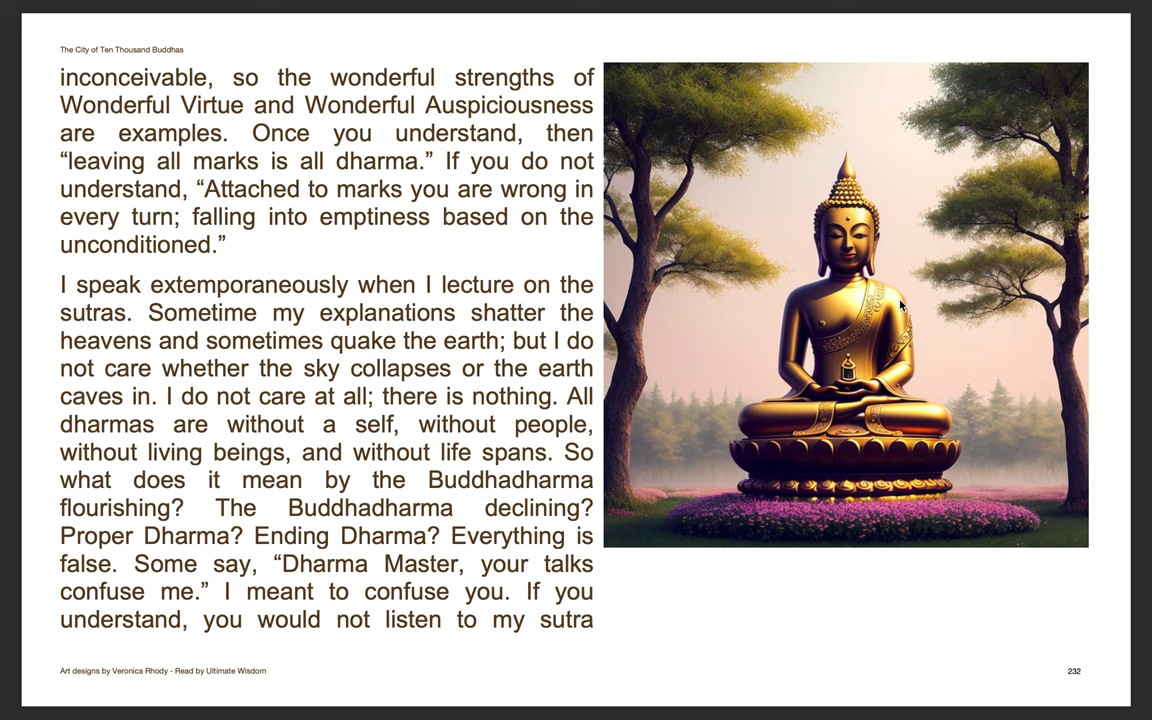 The City of Ten Thousand Buddhas
inconceivable, so the wonderful strengths of
Wonderful Virtue and Wonderful Auspiciousness
are examples. Once you understand, then
“leaving all marks is all dharma.” If you do not
understand, “Attached to marks you are wrong in
every turn; falling into emptiness based on the
unconditioned.”
I speak extemporaneously when I lecture on the
sutras. Sometime my explanations shatter the
heavens and sometimes quake the earth; but I do
not care whether the sky collapses or the earth
caves in. I do not care at all; there is nothing. All
dharmas are without a self, without people,
without living beings, and without life spans. So
what does it mean by the Buddhadharma
flourishing? The Buddhadharma declining?
Proper Dharma? Ending Dharma? Everything is
false. Some say, “Dharma Master, your talks
confuse me.” I meant to confuse you. If you
understand, you would not listen to my sutra
Art designs by Veronica Rhody - Read by Ultimate Wisdom
232